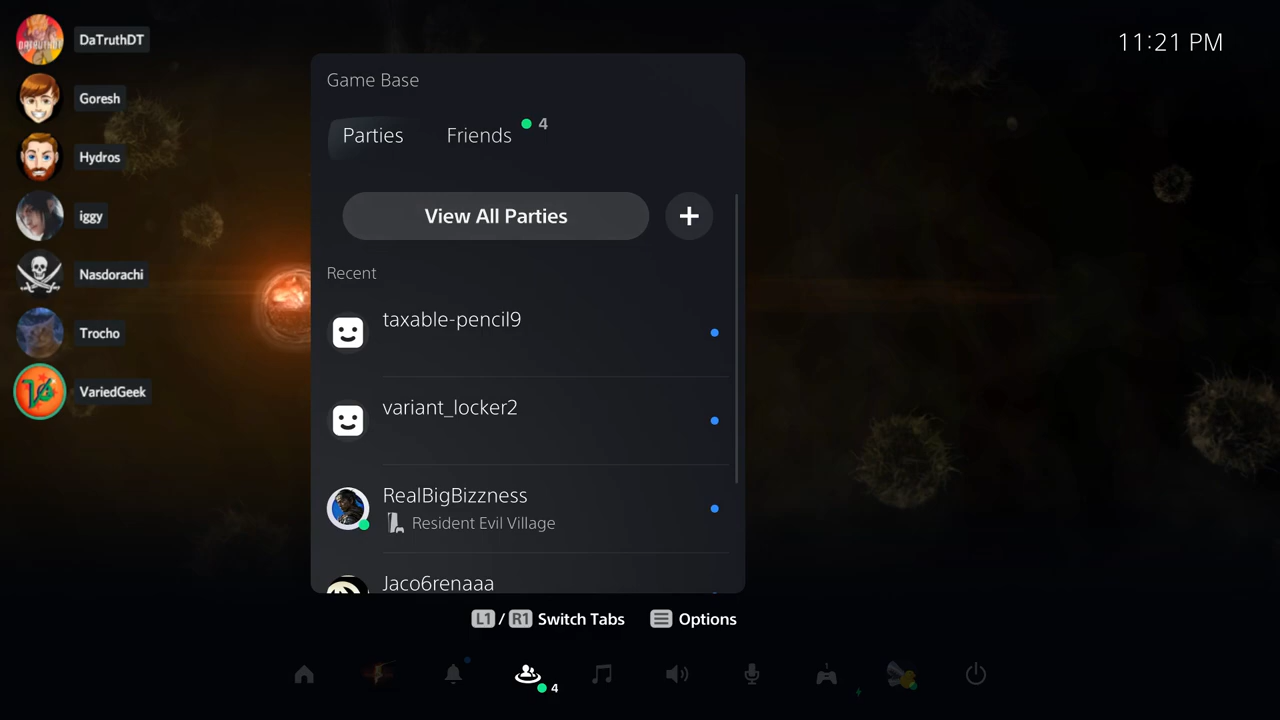 DaTruthDT
Goresh
Hydros
iggy
Nasdorachi
Trocho
VariedGeek
11:21 PM
Game Base
Parties
Friends
4
View All Parties
+
Recent
taxable-pencil9
variant_locker2
RealBigBizzness
Resident Evil Village
Jaco6renaaa
L1 / R1 Switch Tabs
Options
4